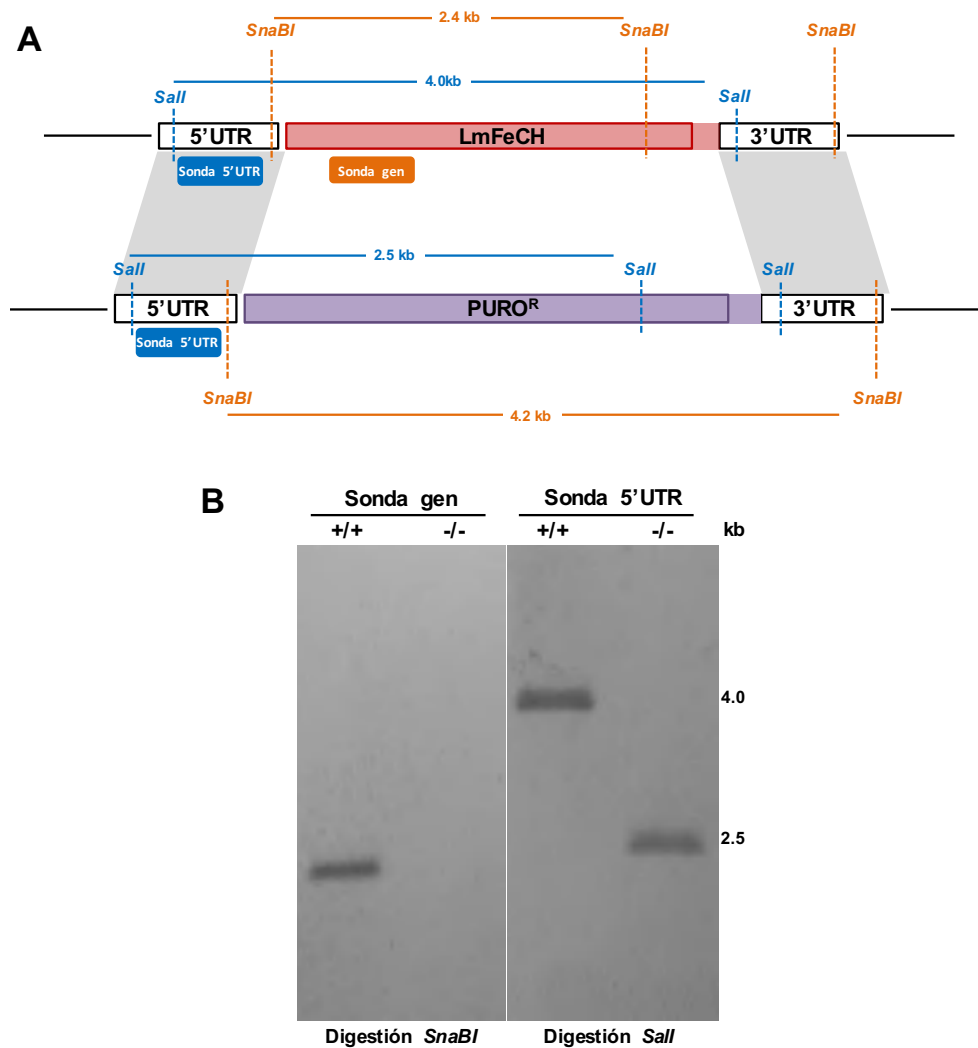 A
2.4 kb
SnaBI
SnaBI
SnaBI
4.0kb
SalI
SalI
5'UTR
LmFeCH
3'UTR
Sonda 5'UTR
Sonda gen
2.5 kb
SalI
SalI
SalI
5'UTR
PUROR
3'UTR
Sonda 5'UTR
SnaBI
SnaBI
4.2 kb
B
Sonda gen
Sonda 5'UTR
+/+
-/-
+/+
-/-
kb
4.0
2.5
Digestión SnaBI
Digestión SalI